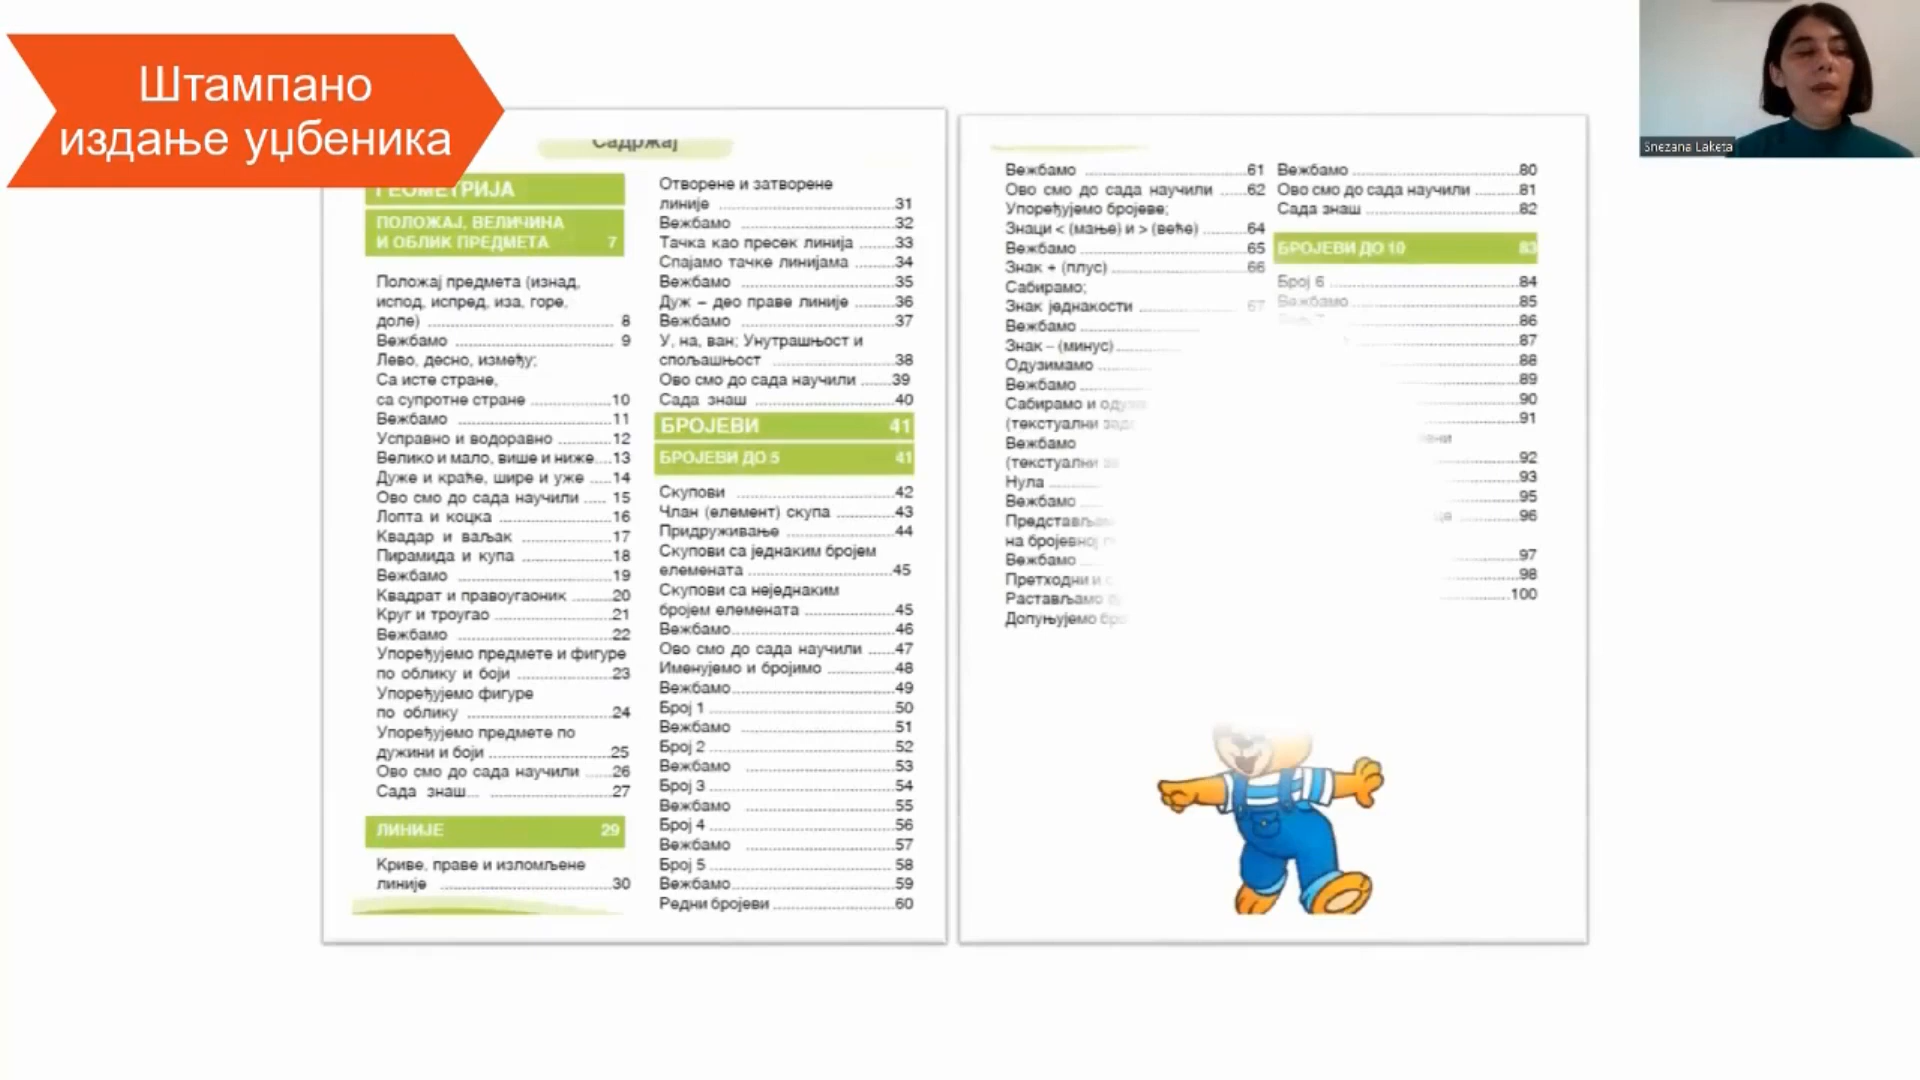 Штампано
издање уџбеника
Садржај
ГЕОМЕТРИЈА
ПОЛОЖАЈ, ВЕЛИЧИНА
И ОБЛИК ПРЕДМЕТА 7
Положај предмета (изнад,
испод, испред, иза, горе,
доле) 8
Вежбамо 9
Лево, десно, између;
Са исте стране,
са супротне стране 10
Вежбамо 11
Усправно и водоравно 12
Велико и мало, више и ниже 13
Дуже и краће, шире и уже 14
Ово смо до сада научили 15
Лопта и коцка 16
Квадар и ваљак 17
Пирамида и купа 18
Вежбамо 19
Квадрат и правоугаоник 20
Круг и троугао 21
Вежбамо 22
Упоређујемо предмете и фигуре
по облику и боји 23
Упоређујемо фигуре
по облику 24
Упоређујемо предмете по
дужини и боји 25
Ово смо до сада научили 26
Сада знаш 27
ЛИНИЈЕ 29
Криве, праве и изломљене
линије 30
Отворене и затворене
линије 31
Вежбамо 32
Тачка као пресек линија 33
Спајамо тачке линијама 34
Вежбамо 35
Дуж – део праве линије 36
Вежбамо 37
У, на, ван; Унутрашњост и
спољашњост 38
Ово смо до сада научили 39
Сада знаш 40
БРОЈЕВИ 41
БРОЈЕВИ ДО 5 41
Скупови 42
Члан (елемент) скупа 43
Придруживање 44
Скупови са једнаким бројем
елемената 45
Скупови са неједнаким
бројем елемената 45
Вежбамо 46
Ово смо до сада научили 47
Именујемо и бројимо 48
Вежбамо 49
Број 1 50
Вежбамо 51
Број 2 52
Вежбамо 53
Број 3 54
Вежбамо 55
Број 4 56
Вежбамо 57
Број 5 58
Вежбамо 59
Редни бројеви 60
Вежбамо 61
Ово смо до сада научили 62
Упоређујемо бројеве;
Знаци < (мање) и > (веће) 64
Вежбамо 65
Знак + (плус) 66
Сабирамо;
Знак једнакости 67
Вежбамо
Знак – (минус)
Одузимамо
Вежбамо
Сабирамо и
(текстуални
Вежбамо
(текстуални
Нула
Вежбамо
на бројевној
Вежбамо
Претходни и
Растављамо
Допуњујемо
Вежбамо 80
Ово смо до сада научили 81
Сада знаш 82
БРОЈЕВИ ДО 10 83
Број 6 84
Вежбамо 85
86
87
88
89
90
91
92
93
95
96
97
98
100
Snezana Laketa